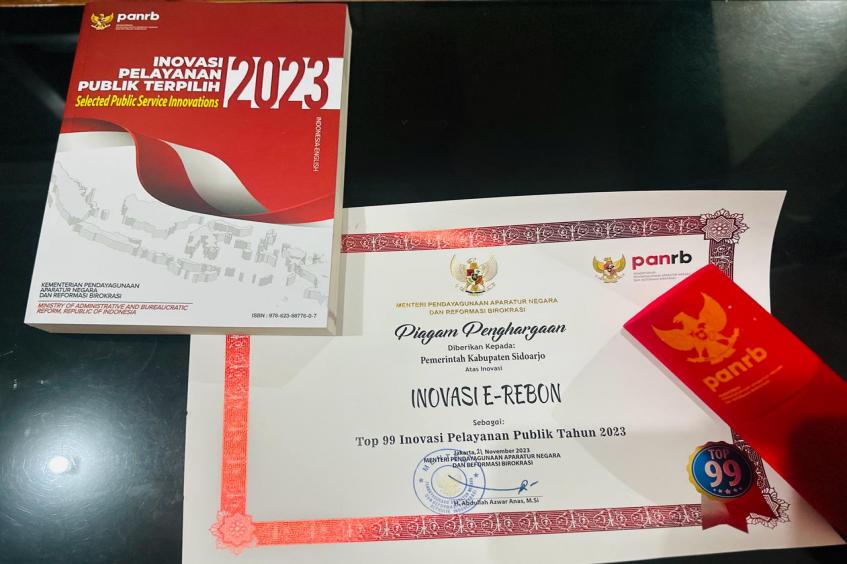 panrb
INOVASI
PELAYANAN
PUBLIK TERPILIH
2023
Selected Public Service Innovations
INDONESIA-ENGLISH
KEMENTERIAN PENDAYAGUNAAN
APARATUR NEGARA
DAN REFORMASI BIROKRASI
MINISTRY OF ADMINISTRATIVE AND BUREAUCRATIC
REFORM, REPUBLIC OF INDONESIA
ISBN : 978-623-88776-0-7
panrb
MENTERI PENDAYAGUNAAN APARATUR NEGARA
DAN REFORMASI BIROKRASI
Piagam Penghargaan
Diberikan Kepada:
Pemerintah Kabupaten Sidoarjo
Atas Inovasi
INOVASI E-REBON
Sebagai:
Top 99 Inovasi Pelayanan Publik Tahun 2023
Jakarta, 21 November 2023
MENTERI PENDAYAGUNAAN APARATUR NEGARA
DAN REFORMASI BIROKRASI
H. Abdullah Azwar Anas, M.Si
TOP
99
panrb